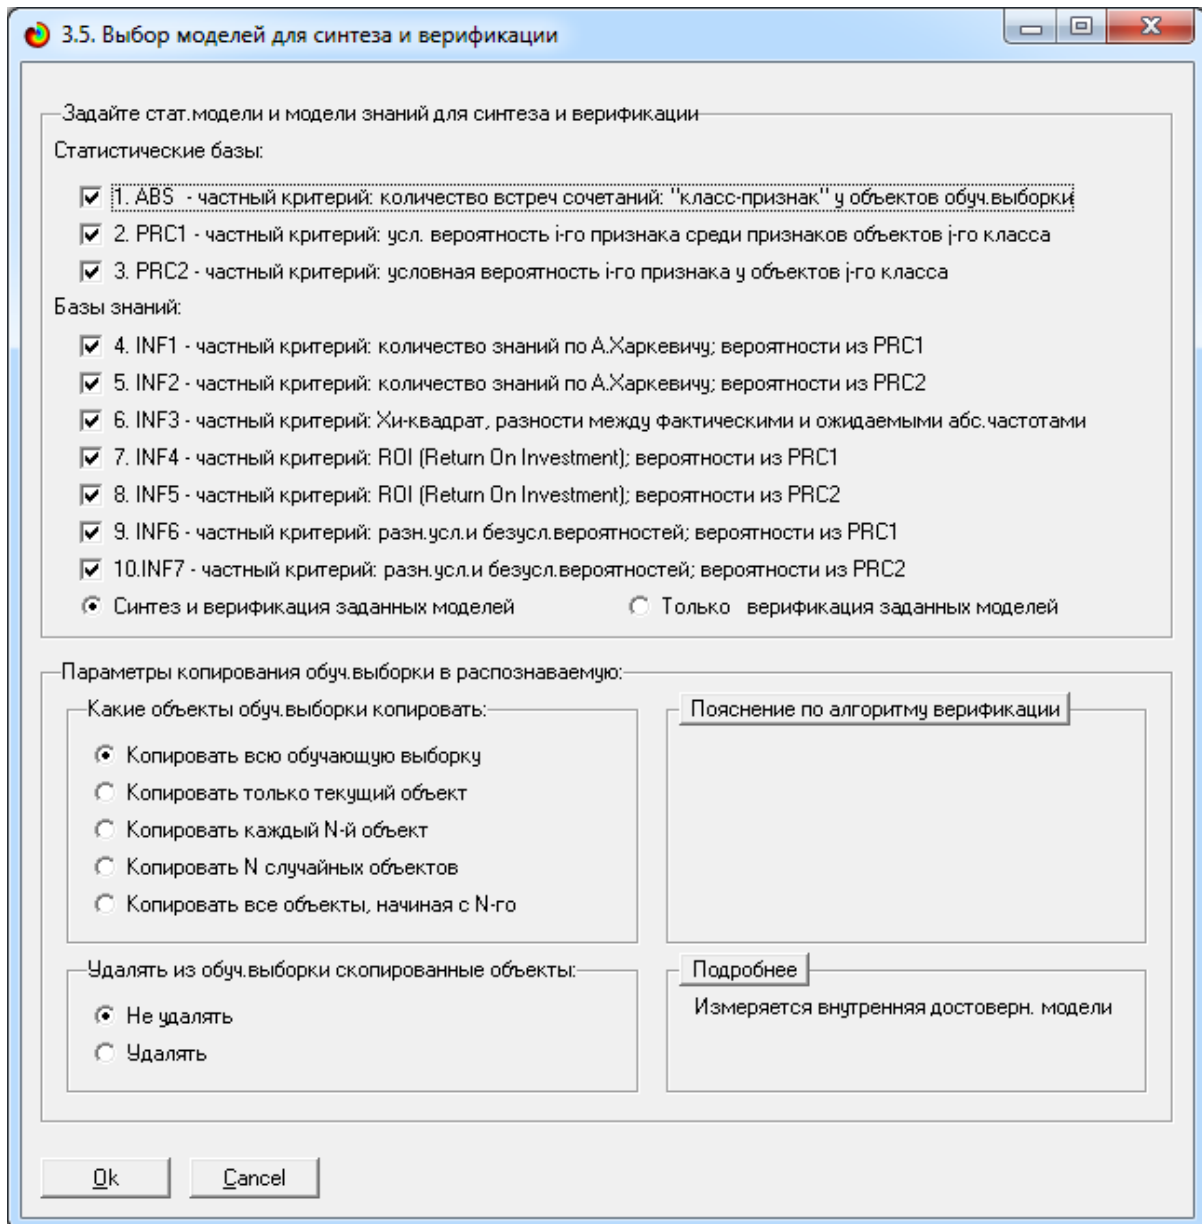 3.5. Выбор моделей для синтеза и верификации
Задайте стат.модели и модели знаний для синтеза и верификации
Статистические базы:
1. ABS - частный критерий: количество встреч сочетаний: "класс-признак" у объектов обуч.выборки
2. PRC1 - частный критерий: усл. вероятность i-го признака среди признаков объектов j-го класса
3. PRC2 - частный критерий: условная вероятность i-го признака у объектов j-го класса
Базы знаний:
4. INF1 - частный критерий: количество знаний по А.Харкевичу; вероятности из PRC1
5. INF2 - частный критерий: количество знаний по А.Харкевичу; вероятности из PRC2
6. INF3 - частный критерий: Хи-квадрат, разности между фактическими и ожидаемыми абс.частотами
7. INF4 - частный критерий: ROI (Return On Investment); вероятности из PRC1
8. INF5 - частный критерий: ROI (Return On Investment); вероятности из PRC2
9. INF6 - частный критерий: разн.усл.и безусл.вероятностей; вероятности из PRC1
10.INF7 - частный критерий: разн.усл.и безусл.вероятностей; вероятности из PRC2
Синтез и верификация заданных моделей Только верификация заданных моделей
Параметры копирования обуч.выборки в распознаваемую:
Какие объекты обуч.выборки копировать:
Копировать всю обучающую выборку
Копировать только текущий объект
Копировать каждый N-й объект
Копировать N случайных объектов
Копировать все объекты, начиная с N-го
Пояснение по алгоритму верификации
Удалять из обуч.выборки скопированные объекты:
Не удалять
Удалять
Подробнее
Измеряется внутренняя достоверн. модели
Ok Cancel